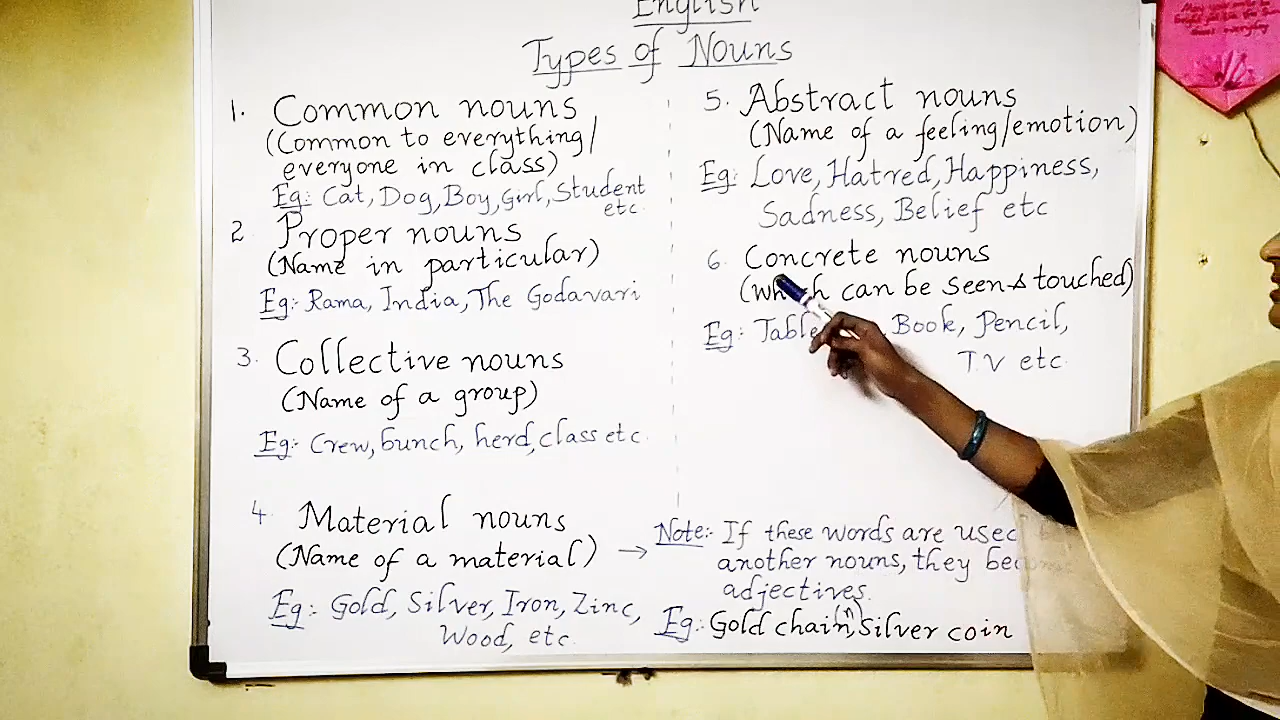 English
Types of Nouns
1. Common nouns
(Common to everything/
everyone in class)
Eg:- Cat, Dog, Boy, Girl, Student
etc.
2. Proper nouns
(Name in particular)
Eg:- Rama, India, The Godavari
3. Collective nouns
(Name of a group)
Eg:- Crew, bunch, herd, class etc.
4. Material nouns
(Name of a material) →
Eg:- Gold, Silver, Iron, Zinc,
Wood, etc.
5. Abstract nouns
(Name of a feeling/emotion)
Eg:- Love, Hatred, Happiness,
Sadness, Belief etc
6. Concrete nouns
(which can be seen & touched)
Eg:- Table Book, Pencil,
T.V etc.
Note:- If these words are used
another nouns, they
adjectives.
Eg:- Gold chain(n), Silver coin